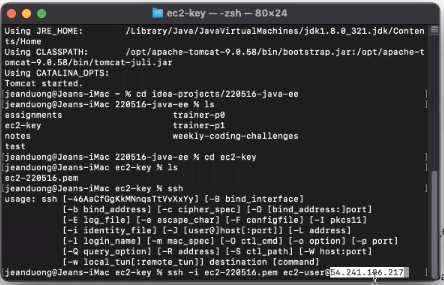 ec2-key — -zsh — 80×24
Using JRE_HOME:        /Library/Java/JavaVirtualMachines/jdk1.8.0_321.jdk/Conten
ts/Home
Using CLASSPATH:       /opt/apache-tomcat-9.0.58/bin/bootstrap.jar:/opt/apache-t
omcat-9.0.58/bin/tomcat-juli.jar
Using CATALINA_OPTS:
Tomcat started.
[jeanduong@Jeans-iMac ~ % cd idea-projects/220516-java-ee
[jeanduong@Jeans-iMac 220516-java-ee % ls
assignments                trainer-p0
ec2-key                    trainer-p1
notes                      weekly-coding-challenges
test
[jeanduong@Jeans-iMac 220516-java-ee % cd ec2-key
[jeanduong@Jeans-iMac ec2-key % ls
ec2-220516.pem
[jeanduong@Jeans-iMac ec2-key % ssh
usage: ssh [-46AaCfGgKkMNnqsTtVvXxYy] [-B bind_interface]
           [-b bind_address] [-c cipher_spec] [-D [bind_address:]port]
           [-E log_file] [-e escape_char] [-F configfile] [-I pkcs11]
           [-i identity_file] [-J [user@]host[:port]] [-L address]
           [-l login_name] [-m mac_spec] [-O ctl_cmd] [-o option] [-p port]
           [-Q query_option] [-R address] [-S ctl_path] [-W host:port]
           [-w local_tun[:remote_tun]] destination [command]
jeanduong@Jeans-iMac ec2-key % ssh -i ec2-220516.pem ec2-user@54.241.106.217